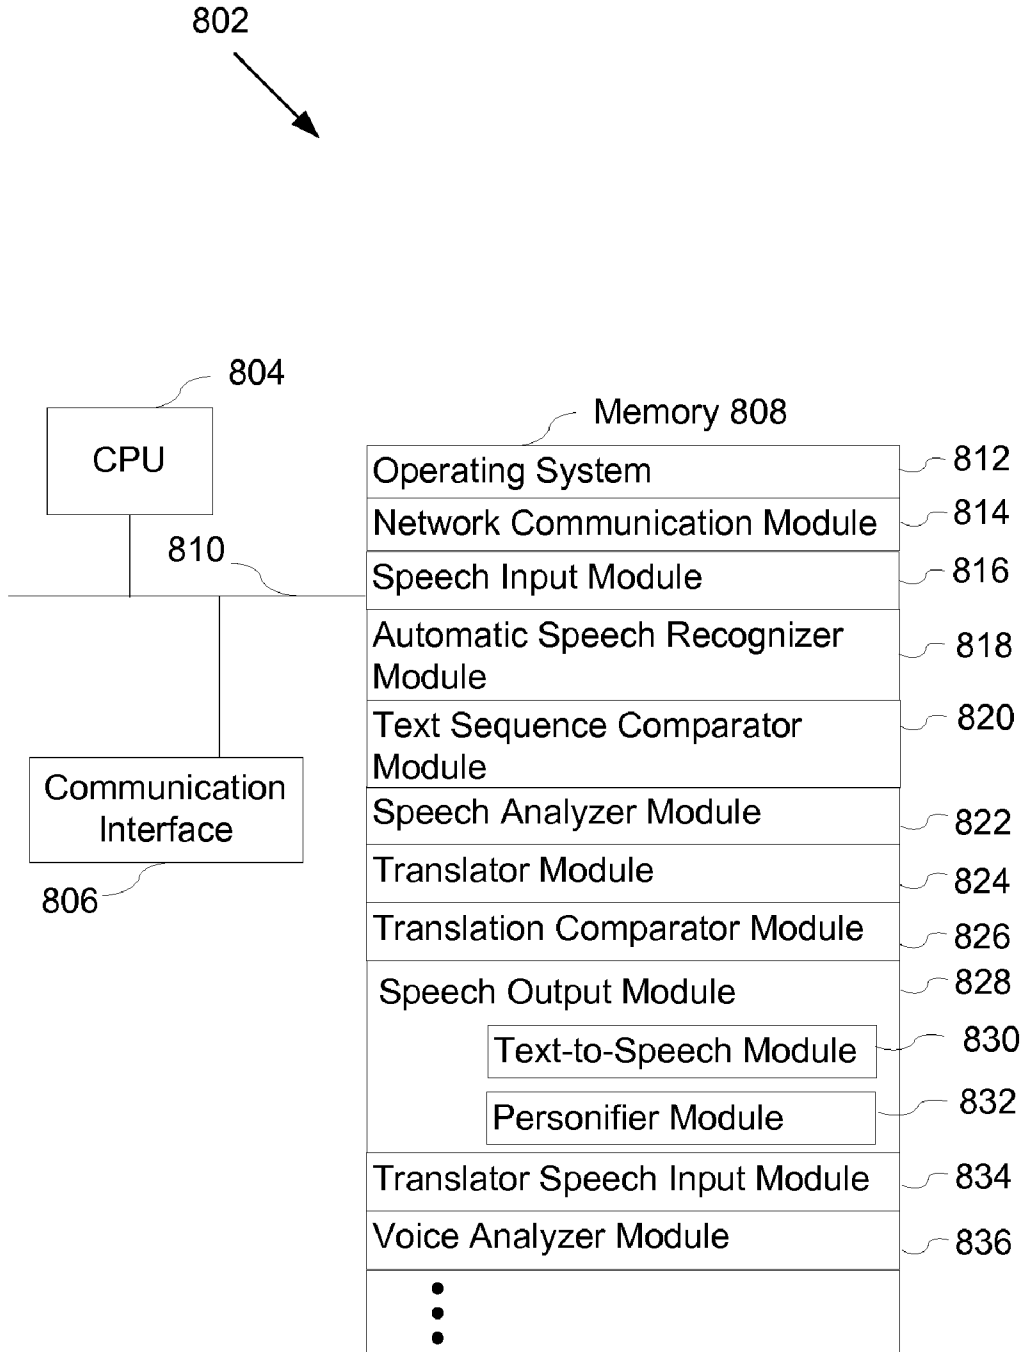 802
804
CPU
810
Communication
Interface
806
Memory 808
Operating System
812
Network Communication Module
814
Speech Input Module
816
Automatic Speech Recognizer
Module
818
Text Sequence Comparator
Module
820
Speech Analyzer Module
822
Translator Module
824
Translation Comparator Module
826
Speech Output Module
828
Text-to-Speech Module
830
Personifier Module
832
Translator Speech Input Module
834
Voice Analyzer Module
836